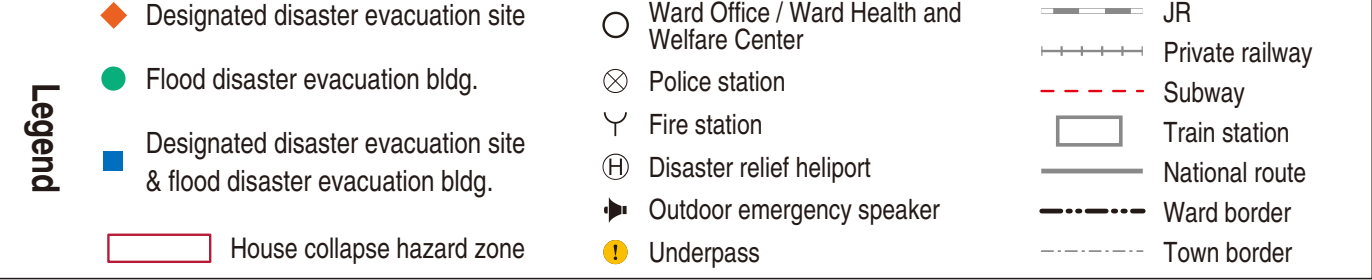 Legend
Designated disaster evacuation site
Flood disaster evacuation bldg.
Designated disaster evacuation site
& flood disaster evacuation bldg.
House collapse hazard zone
Ward Office / Ward Health and
Welfare Center
Police station
Fire station
H
Disaster relief heliport
Outdoor emergency speaker
!
Underpass
JR
Private railway
Subway
Train station
National route
Ward border
Town border